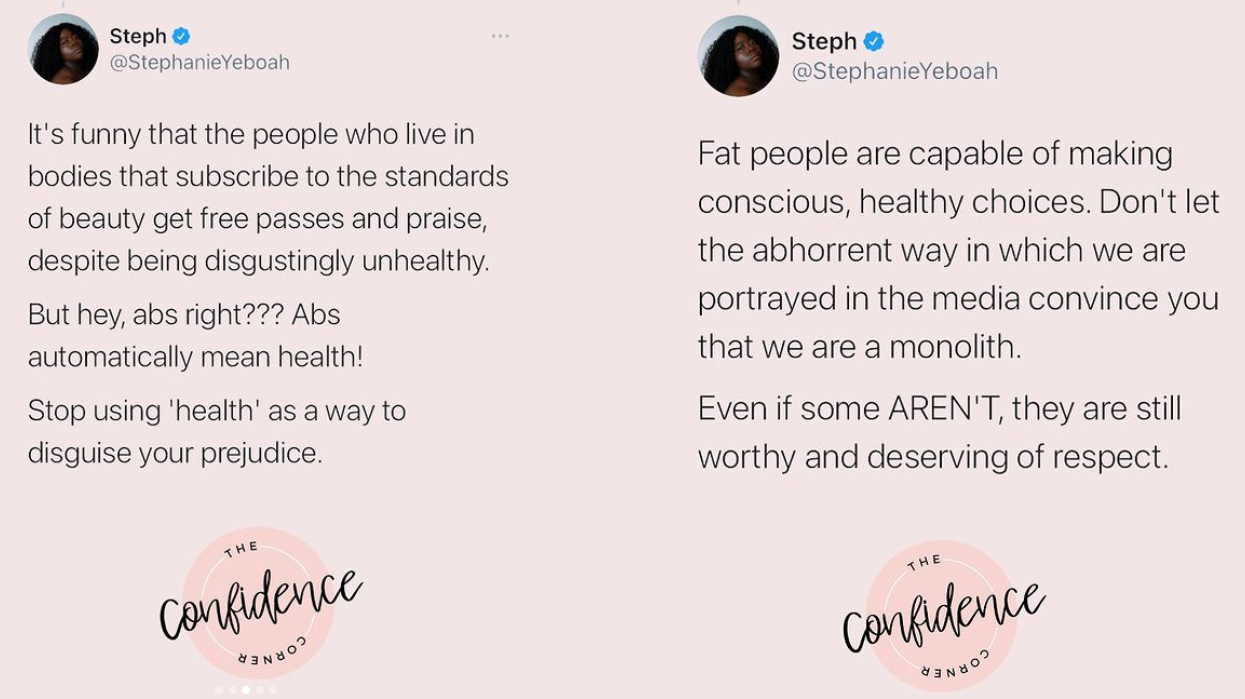 Steph
@StephanieYeboah
It's funny that the people who live in
bodies that subscribe to the standards
of beauty get free passes and praise,
despite being disgustingly unhealthy.
But hey, abs right??? Abs
automatically mean health!
Stop using 'health' as a way to
disguise your prejudice.
THE
Confidence
CORNER
Steph
@StephanieYeboah
Fat people are capable of making
conscious, healthy choices. Don't let
the abhorrent way in which we are
portrayed in the media convince you
that we are a monolith.
Even if some AREN'T, they are still
worthy and deserving of respect.
THE
Confidence
CORNER